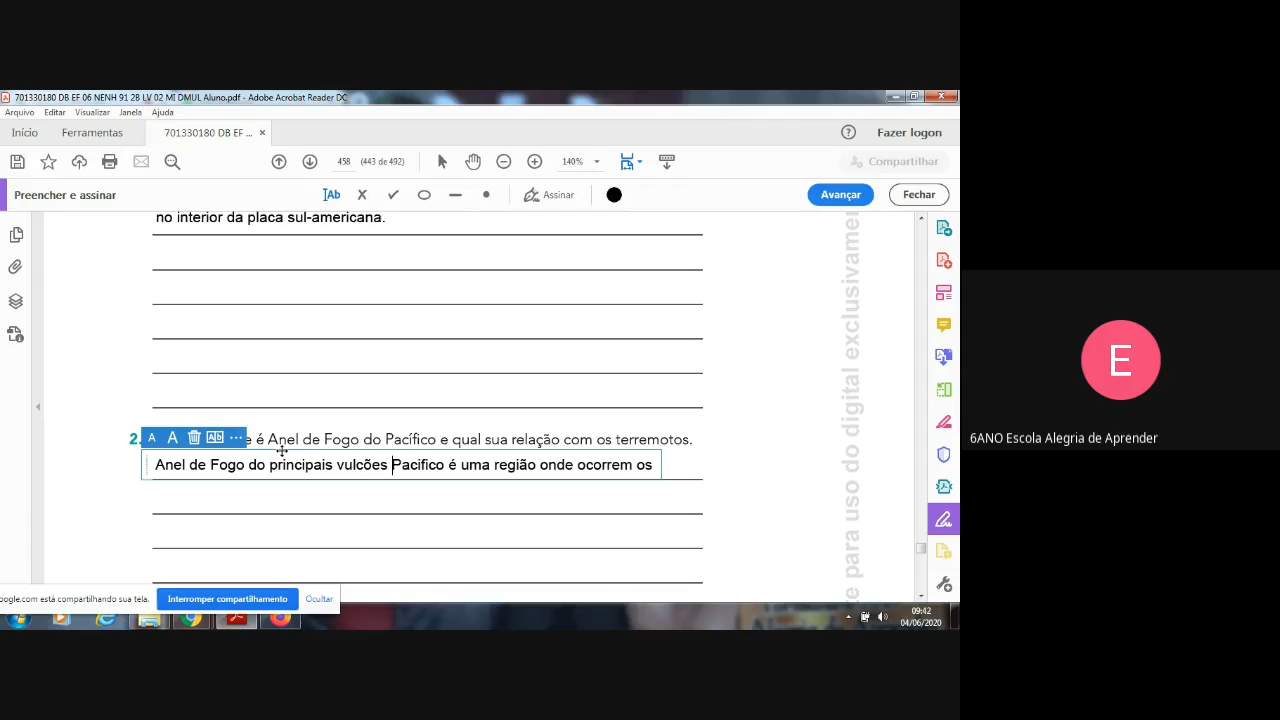 701330180 DB EF 06 NENH 91 2B LV 02 MI DMUL Aluno.pdf - Adobe Acrobat Reader DC
Arquivo Editar Visualizar Janela Ajuda
Início Ferramentas 701330180 DB EF ... × Fazer logon
458 (443 de 492) 140% Compartilhar
Preencher e assinar Ab Assinar Avançar Fechar
no interior da placa sul-americana.
2. e é Anel de Fogo do Pacífico e qual sua relação com os terremotos.
Anel de Fogo do principais vulcões Pacifico é uma região onde ocorrem os
e para uso do digital exclusivamen
E
6ANO Escola Alegria de Aprender
oogle.com está compartilhando sua tela. Interromper compartilhamento Ocultar
09:42
04/06/2020